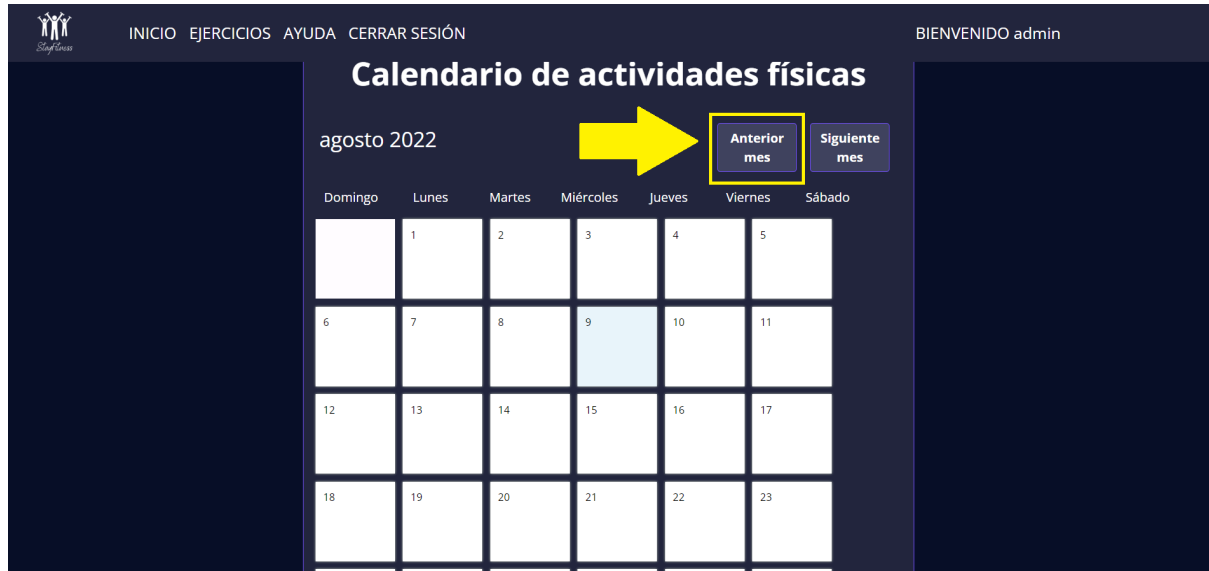 StayFitness
INICIO EJERCICIOS AYUDA CERRAR SESIÓN
BIENVENIDO admin
Calendario de actividades físicas
agosto 2022
Anterior
mes
Siguiente
mes
Domingo Lunes Martes Miércoles Jueves Viernes Sábado
1 2 3 4 5
6 7 8 9 10 11
12 13 14 15 16 17
18 19 20 21 22 23